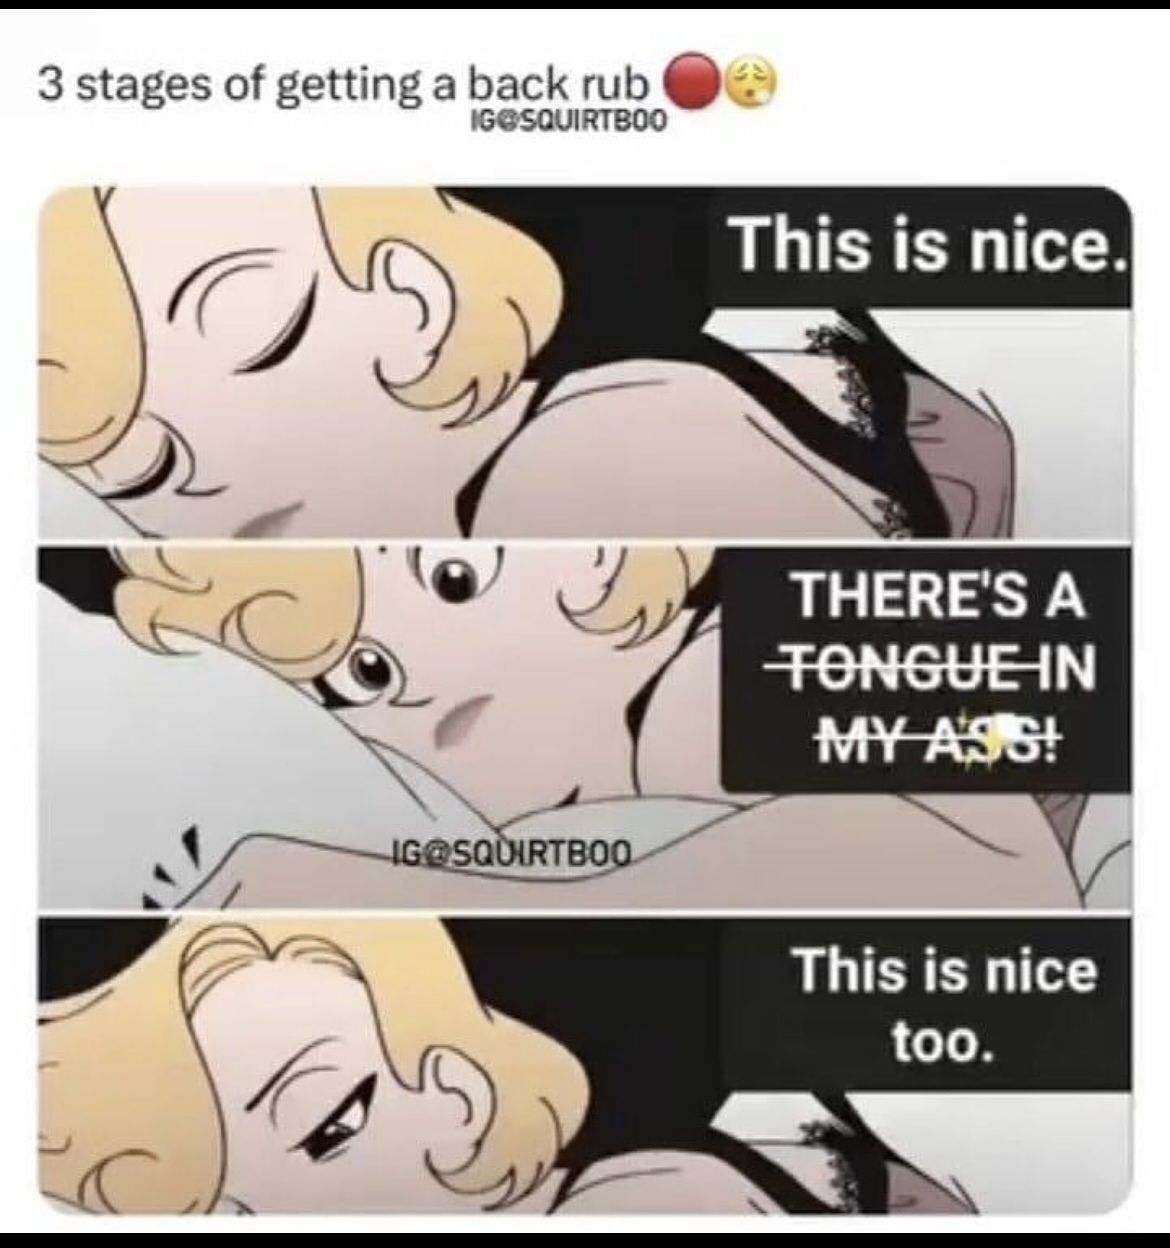 3 stages of getting a back rub 🔴😮‍💨
IG@SQUIRTBOO
This is nice.
THERE'S A
TONGUE IN
MY ASS!
IG@SQUIRTBOO
This is nice
too.